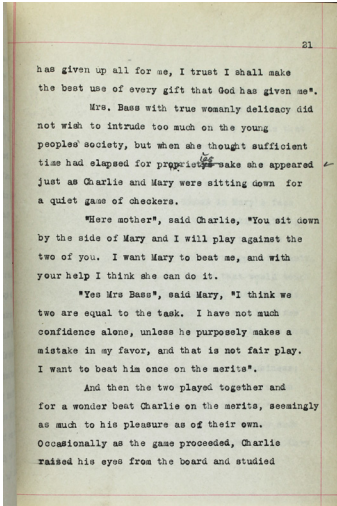 21
has given up all for me, I trust I shall make
the best use of every gift that God has given me".
Mrs. Bass with true womanly delicacy did
not wish to intrude too much on the young
peoples' society, but when she thought sufficient
time had elapsed for proprieties sake she appeared
just as Charlie and Mary were sitting down for
a quiet game of checkers.
"Here mother", said Charlie, "You sit down
by the side of Mary and I will play against the
two of you. I want Mary to beat me, and with
your help I think she can do it.
"Yes Mrs Bass", said Mary, "I think we
two are equal to the task. I have not much
confidence alone, unless he purposely makes a
mistake in my favor, and that is not fair play.
I want to beat him once on the merits".
And then the two played together and
for a wonder beat Charlie on the merits, seemingly
as much to his pleasure as of their own.
Occasionally as the game proceeded, Charlie
raised his eyes from the board and studied